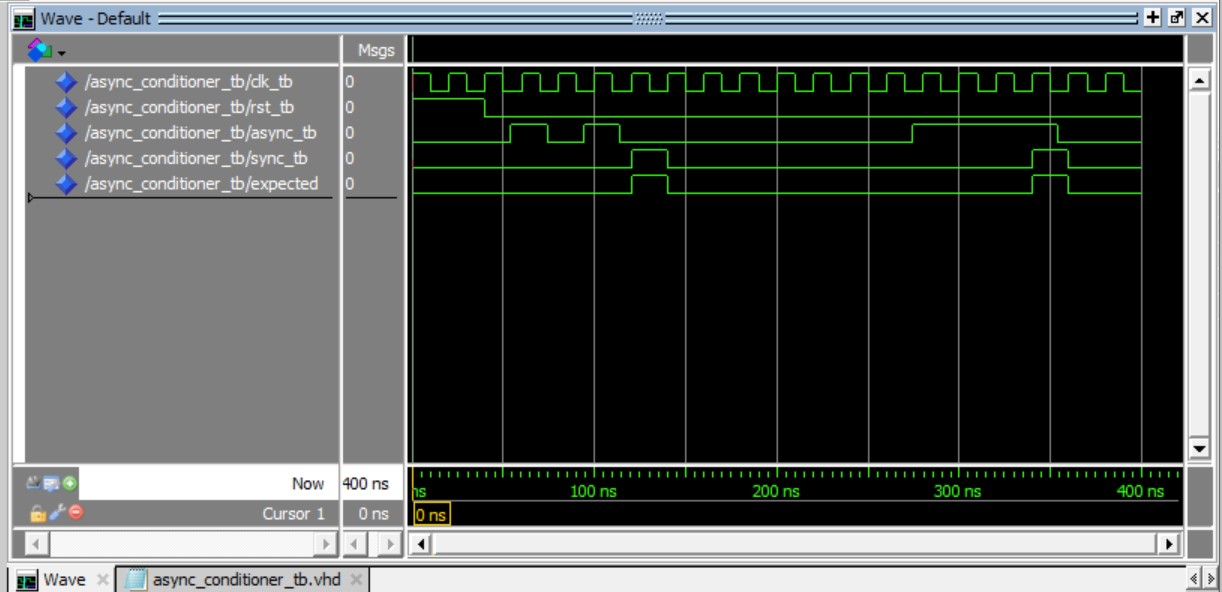 Wave - Default
Msgs
/async_conditioner_tb/clk_tb 0
/async_conditioner_tb/rst_tb 0
/async_conditioner_tb/async_tb 0
/async_conditioner_tb/sync_tb 0
/async_conditioner_tb/expected 0
Now 400 ns ns 100 ns 200 ns 300 ns 400 ns
Cursor 1 0 ns 0 ns
Wave async_conditioner_tb.vhd